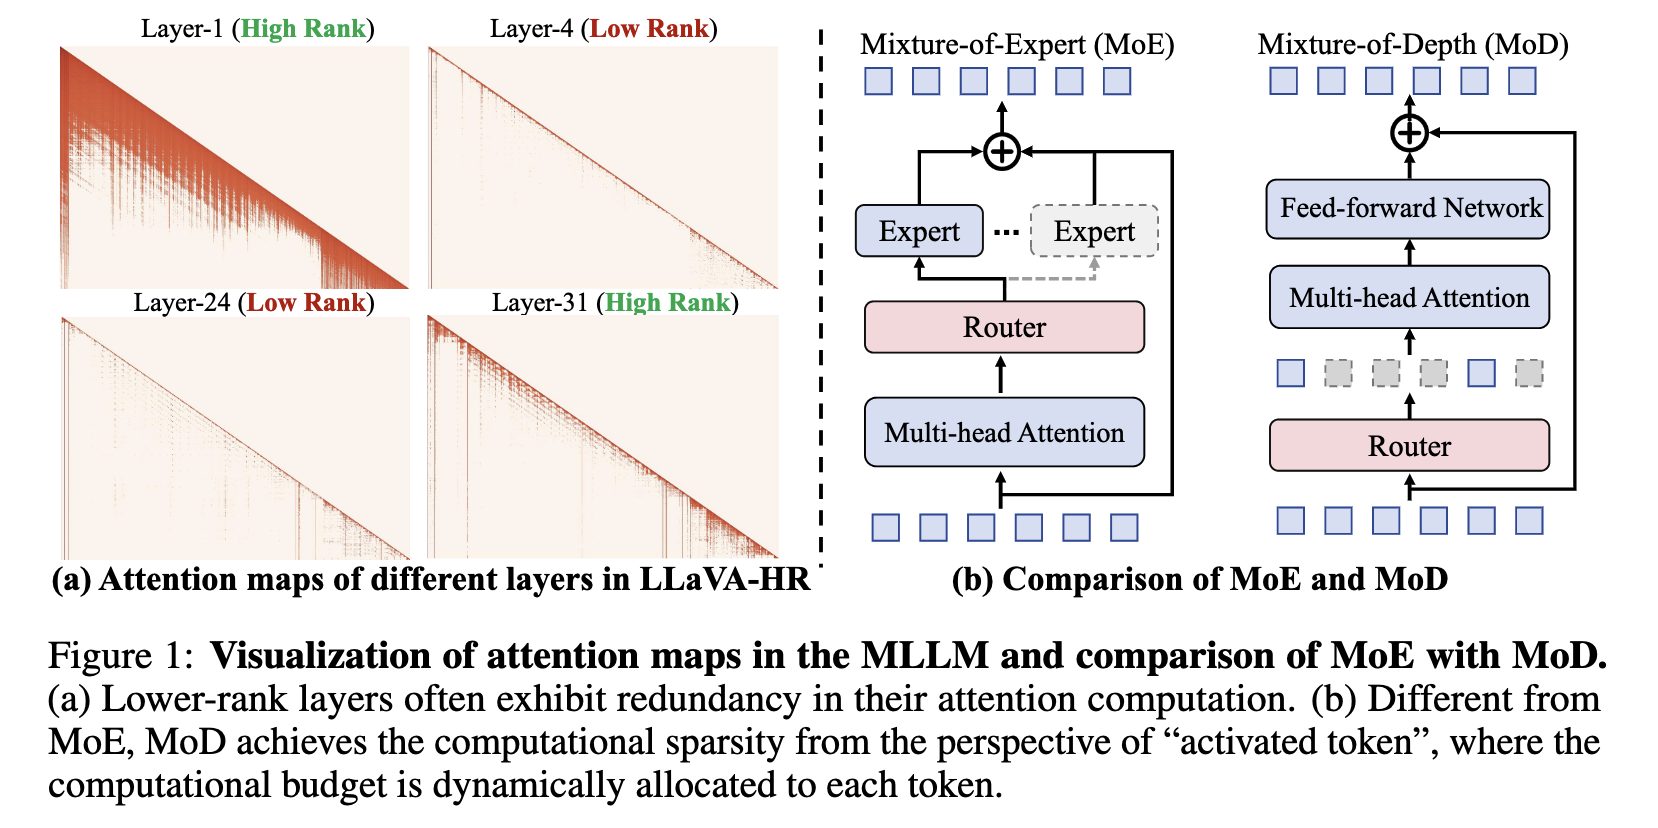 Layer-1 (High Rank)
Layer-4 (Low Rank)
Layer-24 (Low Rank)
Layer-31 (High Rank)
(a) Attention maps of different layers in LLaVA-HR
Mixture-of-Expert (MoE)
Expert
...
Expert
Router
Multi-head Attention
Mixture-of-Depth (MoD)
Feed-forward Network
Multi-head Attention
Router
(b) Comparison of MoE and MoD
Figure 1: Visualization of attention maps in the MLLM and comparison of MoE with MoD.
(a) Lower-rank layers often exhibit redundancy in their attention computation. (b) Different from
MoE, MoD achieves the computational sparsity from the perspective of “activated token”, where the
computational budget is dynamically allocated to each token.